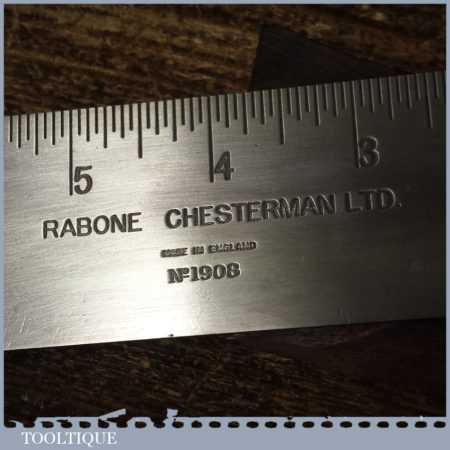 5 4 3
RABONE CHESTERMAN LTD.
MADE IN ENGLAND
Nº1908
TOOLTIQUE